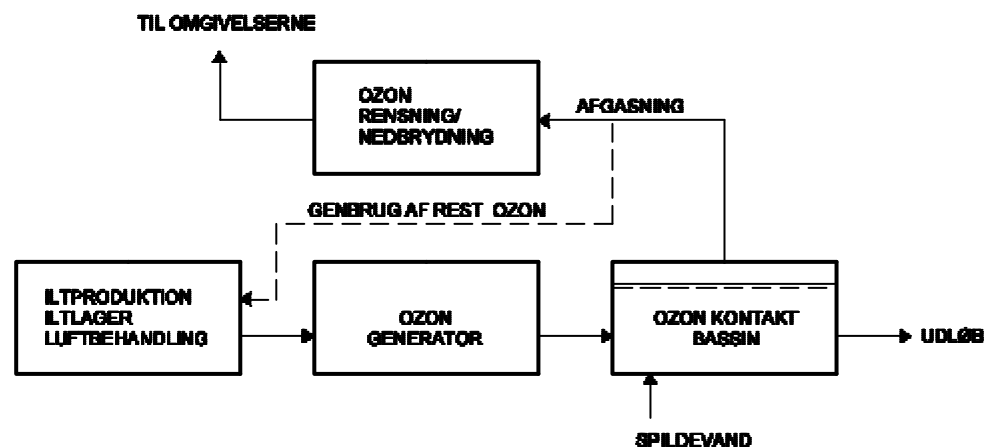 TIL OMGIVELSERNE
OZON
RENSNING/
NEDBRYDNING
AFGASNING
GENBRUG AF REST OZON
ILTPRODUKTION
ILTLAGER
LUFTBEHANDLING
OZON
GENERATOR
OZON KONTAKT
BASSIN
UDLØB
SPILDEVAND